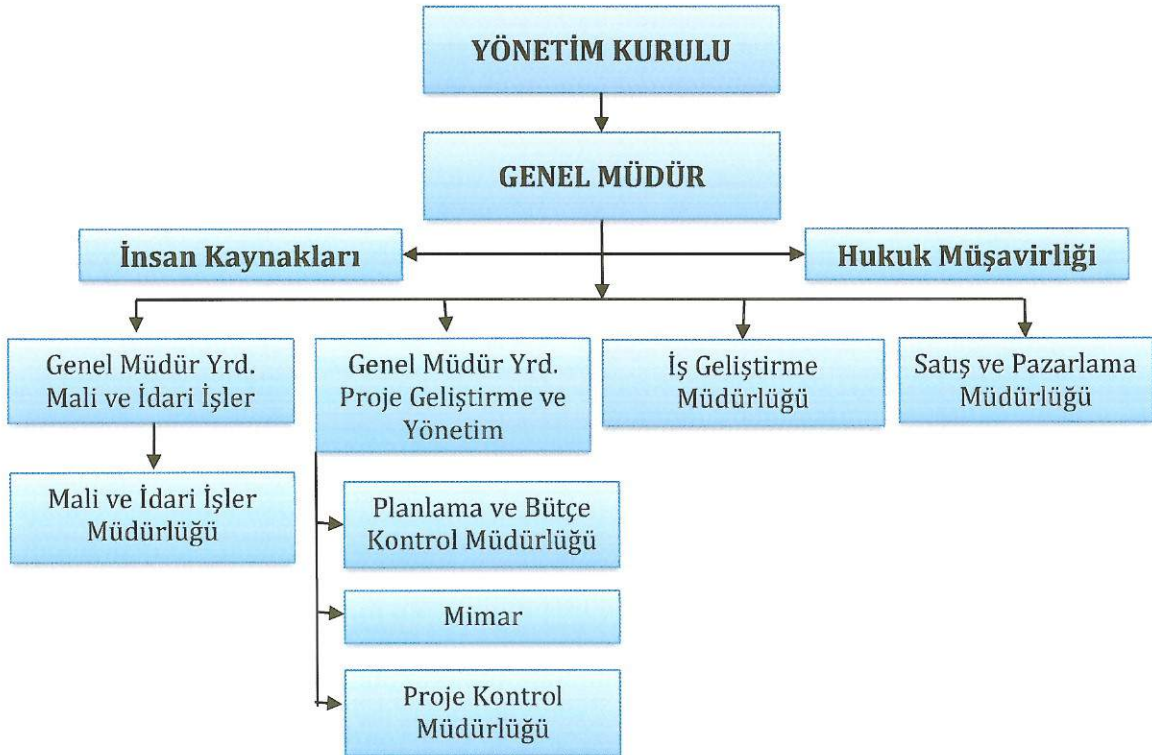 YÖNETİM KURULU
GENEL MÜDÜR
İnsan Kaynakları
Hukuk Müşavirliği
Genel Müdür Yrd.
Mali ve İdari İşler
Genel Müdür Yrd.
Proje Geliştirme ve
Yönetim
İş Geliştirme
Müdürlüğü
Satış ve Pazarlama
Müdürlüğü
Mali ve İdari İşler
Müdürlüğü
Planlama ve Bütçe
Kontrol Müdürlüğü
Mimar
Proje Kontrol
Müdürlüğü